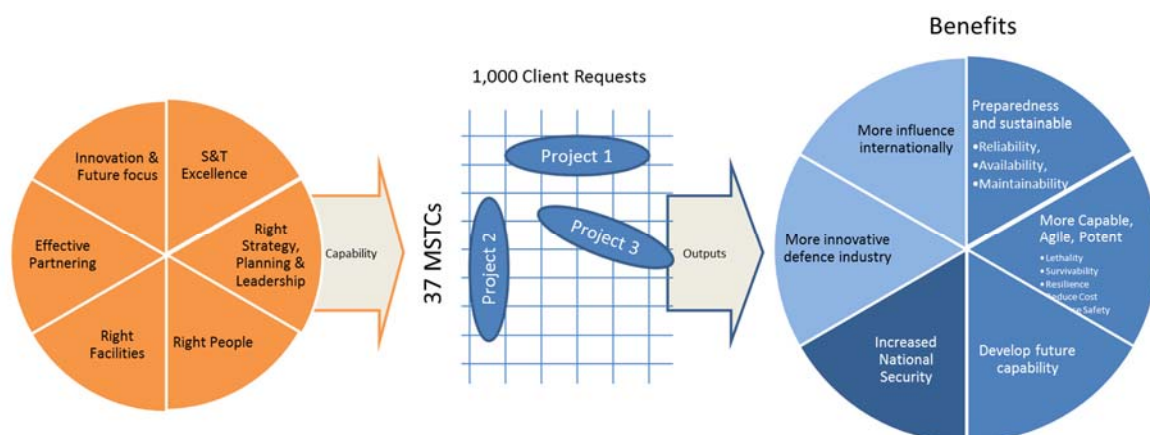 Benefits
1,000 Client Requests
Innovation &
Future focus
S&T
Excellence
Effective
Partnering
Right
Strategy,
Planning &
Leadership
Right
Facilities
Right People
Capability
37 MSTCs
Project 1
Project 2
Project 3
Outputs
More influence
internationally
Preparedness
and sustainable
•Reliability,
•Availability,
•Maintainability
More innovative
defence industry
More Capable,
Agile, Potent
• Lethality
• Survivability
• Resilience
Cost
Safety
Increased
National
Security
Develop future
capability